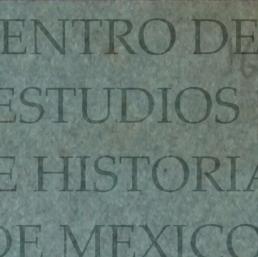 ENTRO DE
ESTUDIOS
E HISTORIA
DE MEXICO